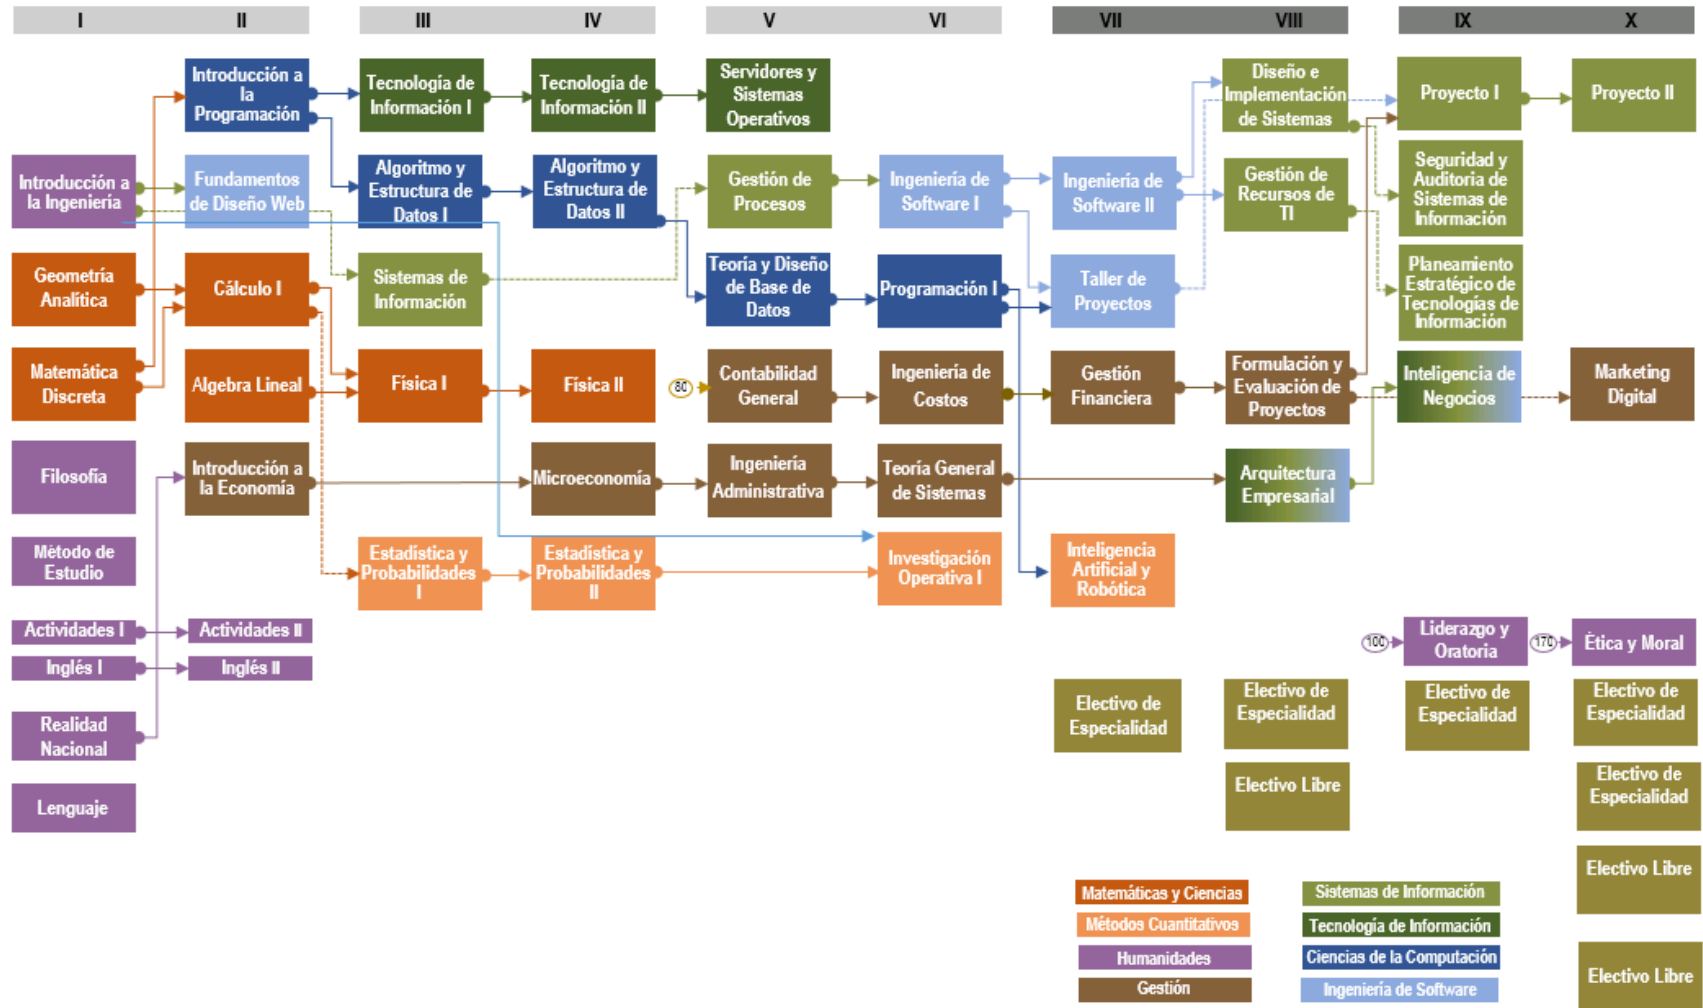 I II III IV V VI VII VIII IX X
Introducción a
la
Programación
Tecnología de
Información I
Tecnología de
Información II
Servidores y
Sistemas
Operativos
Diseño e
Implementación
de Sistemas
Proyecto I
Proyecto II
Introducción a
la Ingeniería
Fundamentos
de Diseño Web
Algoritmo y
Estructura de
Datos I
Algoritmo y
Estructura de
Datos II
Gestión de
Procesos
Ingeniería de
Software I
Ingeniería de
Software II
Gestión de
Recursos de
TI
Seguridad y
Auditoria de
Sistemas de
Información
Geometría
Analítica
Cálculo I
Sistemas de
Información
Teoría y Diseño
de Base de
Datos
Programación I
Taller de
Proyectos
Planeamiento
Estratégico de
Tecnologías de
Información
Matemática
Discreta
Algebra Lineal
Física I
Física II
80
Contabilidad
General
Ingeniería de
Costos
Gestión
Financiera
Formulación y
Evaluación de
Proyectos
Inteligencia de
Negocios
Marketing
Digital
Filosofía
Introducción a
la Economía
Microeconomía
Ingeniería
Administrativa
Teoría General
de Sistemas
Arquitectura
Empresarial
Método de
Estudio
Estadística y
Probabilidades
I
Estadística y
Probabilidades
II
Investigación
Operativa I
Inteligencia
Artificial y
Robótica
Actividades I
Actividades II
Inglés I
Inglés II
100
Liderazgo y
Oratoria
170
Ética y Moral
Realidad
Nacional
Electivo de
Especialidad
Electivo de
Especialidad
Electivo de
Especialidad
Electivo de
Especialidad
Lenguaje
Electivo Libre
Electivo de
Especialidad
Electivo Libre
Electivo Libre
Matemáticas y Ciencias
Sistemas de Información
Métodos Cuantitativos
Tecnología de Información
Humanidades
Ciencias de la Computación
Gestión
Ingeniería de Software